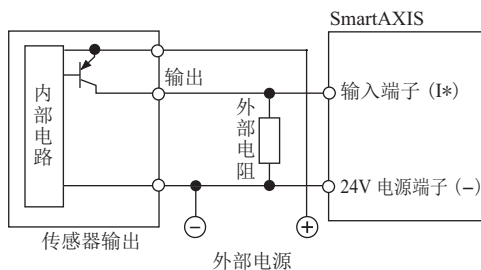 SmartAXIS
内部电路
输出
外部电阻
输入端子 (I*)
24V 电源端子 (−)
传感器输出
− +
外部电源